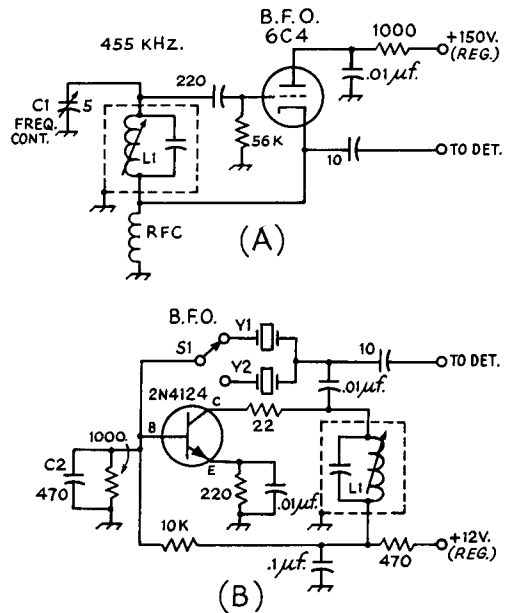 B.F.O.
6C4
455 KHz.
1000
+150V.
(REG.)
.01µf.
220
C1
5
FREQ.
CONT.
L1
56K
10
TO DET.
RFC
(A)
B.F.O.
Y1
S1
Y2
10
TO DET.
.01µf.
2N4124
C
22
B
1000
E
C2
470
220
.01µf.
L1
10K
+12V.
(REG.)
470
.1µf.
(B)